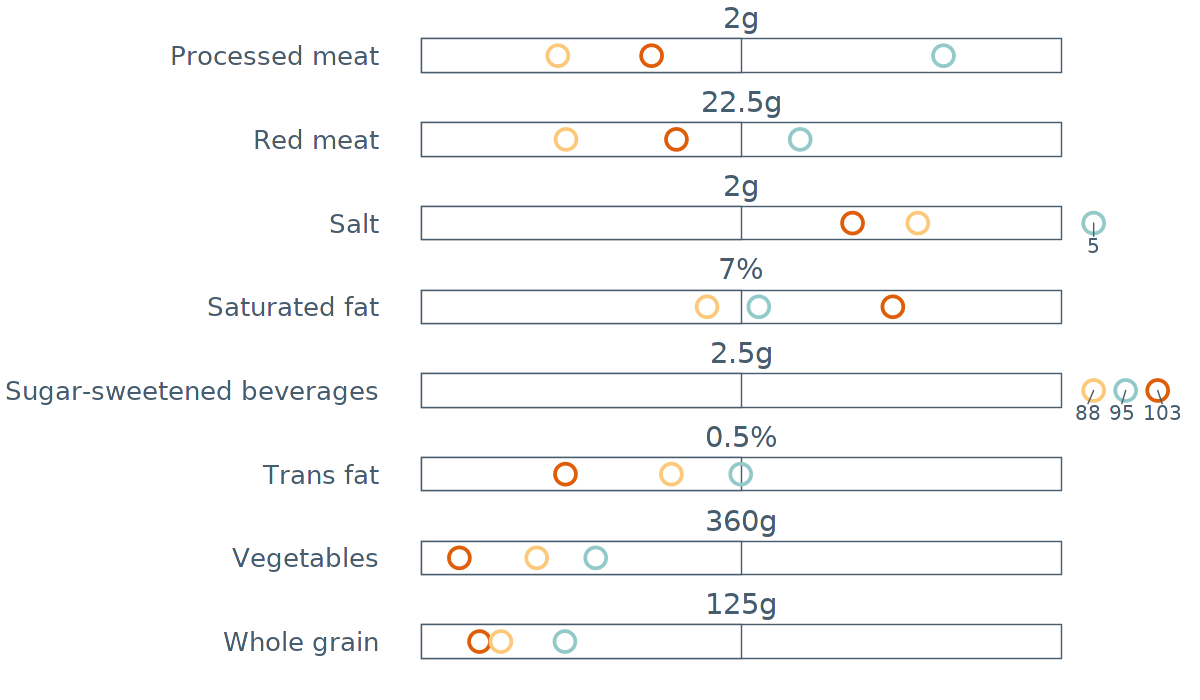 2g
Processed meat
22.5g
Red meat
2g
Salt
5
7%
Saturated fat
2.5g
Sugar-sweetened beverages
88 95 103
0.5%
Trans fat
360g
Vegetables
125g
Whole grain